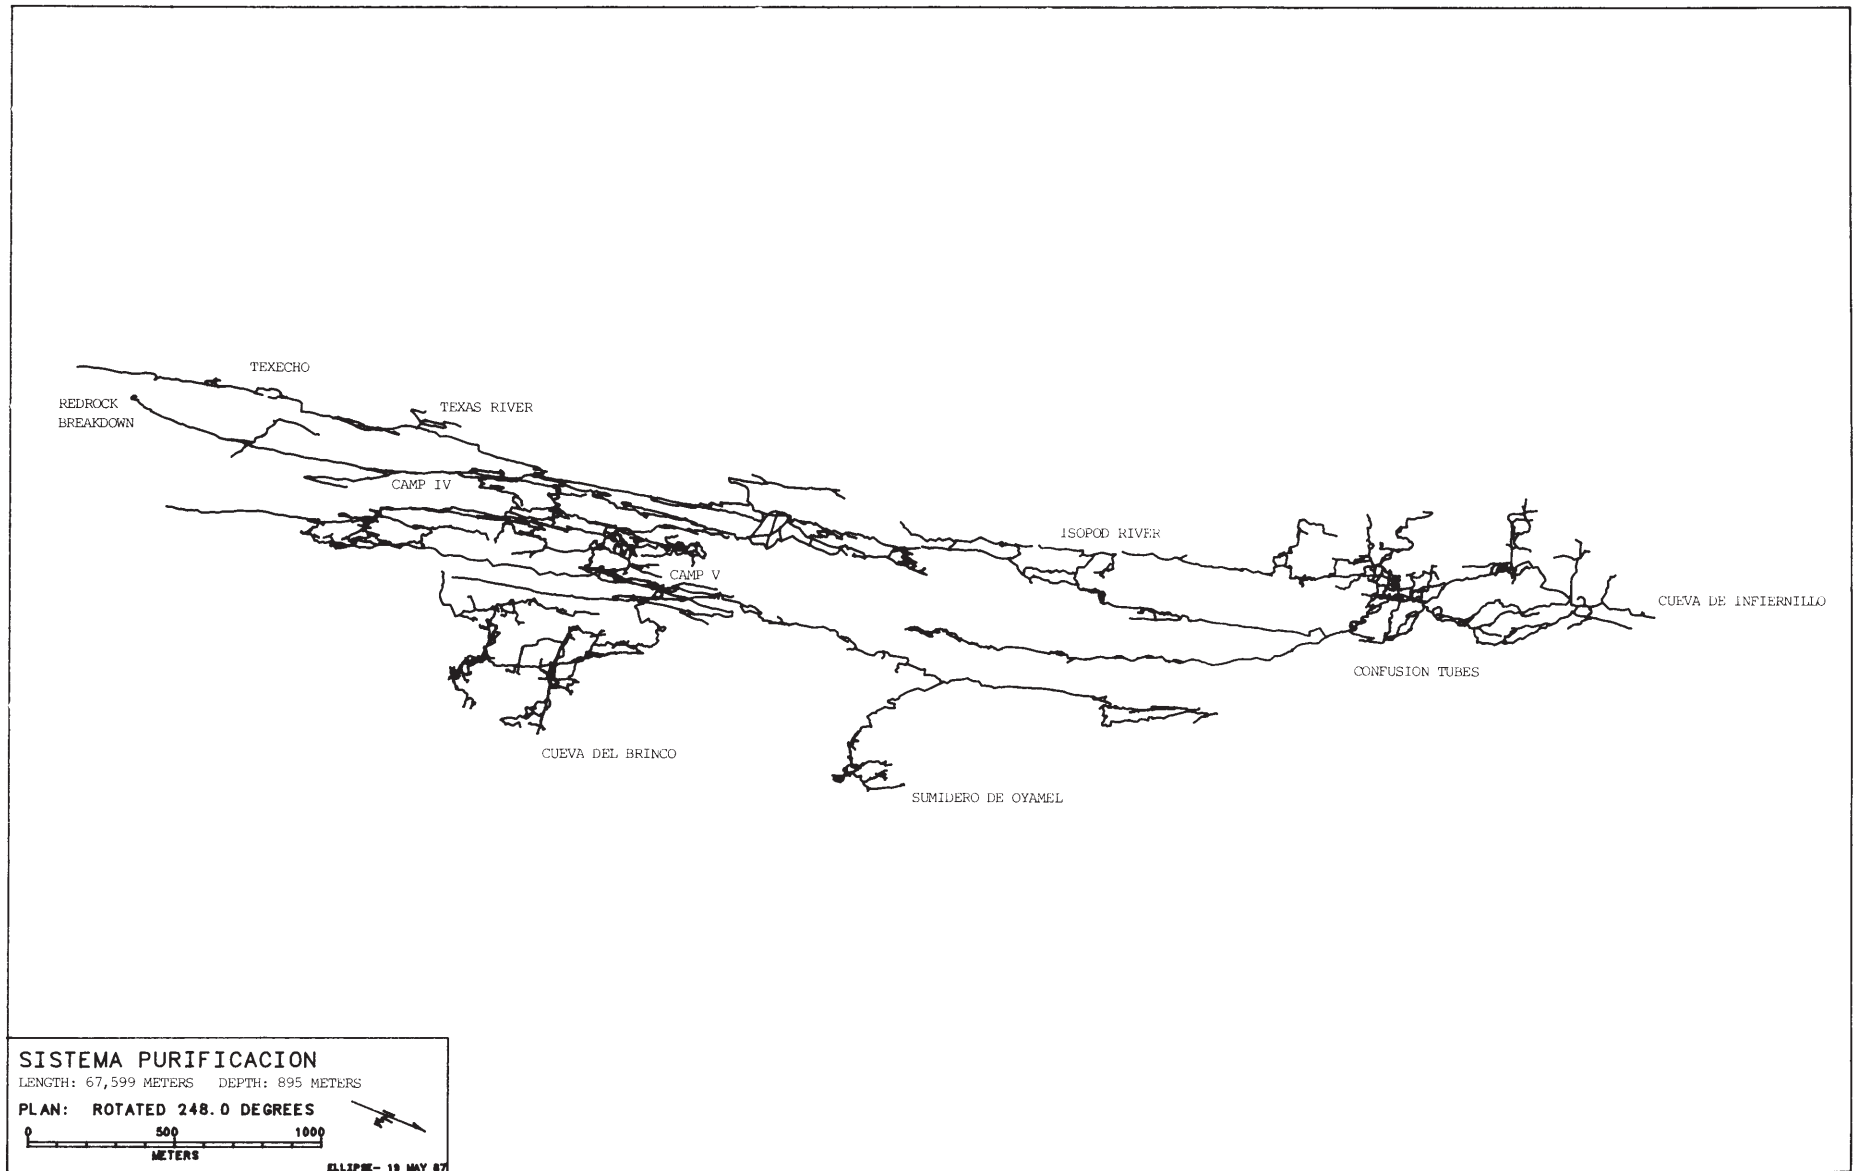 TEXECHO
REDROCK
BREAKDOWN
TEXAS RIVER
CAMP IV
ISOPOD RIVER
CAMP V
CUEVA DE INFIERNILLO
CONFUSION TUBES
CUEVA DEL BRINCO
SUMIDERO DE OYAMEL
SISTEMA PURIFICACION
LENGTH: 67,599 METERS DEPTH: 895 METERS
PLAN: ROTATED 248.0 DEGREES
N
0 500 1000
METERS
ELLIPSE- 19 MAY 87